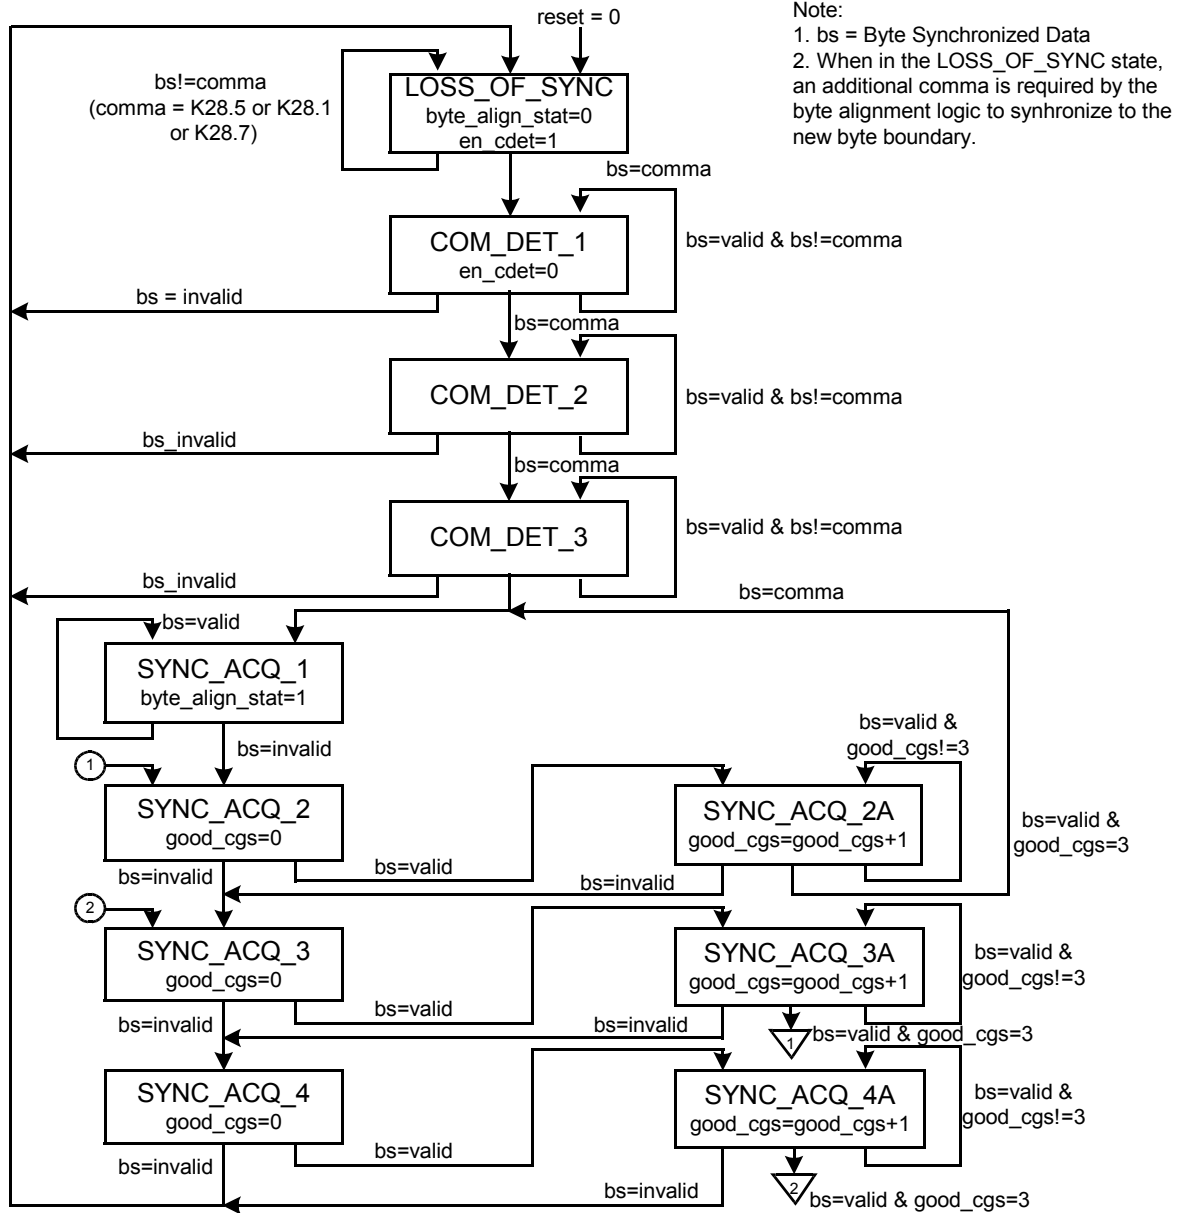 reset = 0
Note:
1. bs = Byte Synchronized Data
2. When in the LOSS_OF_SYNC state,
an additional comma is required by the
byte alignment logic to synhronize to the
new byte boundary.
bs!=comma
(comma = K28.5 or K28.1
or K28.7)
LOSS_OF_SYNC
byte_align_stat=0
en_cdet=1
bs=comma
COM_DET_1
en_cdet=0
bs=valid & bs!=comma
bs = invalid
bs=comma
COM_DET_2
bs=valid & bs!=comma
bs_invalid
bs=comma
COM_DET_3
bs=valid & bs!=comma
bs_invalid
bs=comma
bs=valid
SYNC_ACQ_1
byte_align_stat=1
bs=invalid
bs=valid &
good_cgs!=3
1
SYNC_ACQ_2
good_cgs=0
SYNC_ACQ_2A
good_cgs=good_cgs+1
bs=valid &
good_cgs=3
bs=invalid
bs=valid
bs=invalid
2
SYNC_ACQ_3
good_cgs=0
SYNC_ACQ_3A
good_cgs=good_cgs+1
bs=valid &
good_cgs!=3
bs=invalid
bs=valid
bs=invalid
1
bs=valid & good_cgs=3
SYNC_ACQ_4
good_cgs=0
SYNC_ACQ_4A
good_cgs=good_cgs+1
bs=valid &
good_cgs!=3
bs=invalid
bs=valid
bs=invalid
2
bs=valid & good_cgs=3